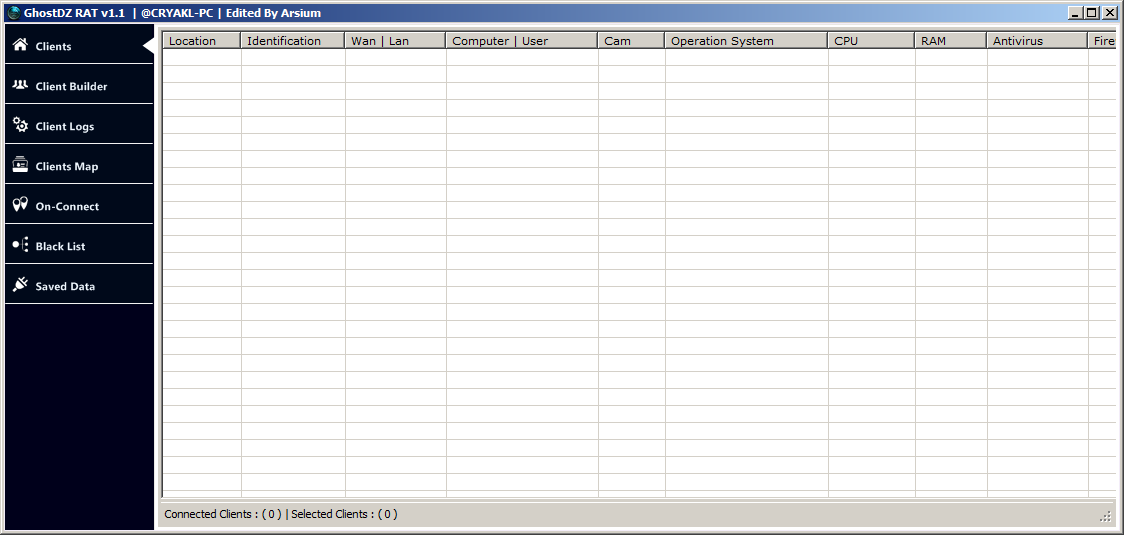 GhostDZ RAT v1.1 | @CRYAKL-PC | Edited By Arsium
Clients
Client Builder
Client Logs
Clients Map
On-Connect
Black List
Saved Data
Location Identification Wan | Lan Computer | User Cam Operation System CPU RAM Antivirus Fire
Connected Clients : ( 0 ) | Selected Clients : ( 0 )